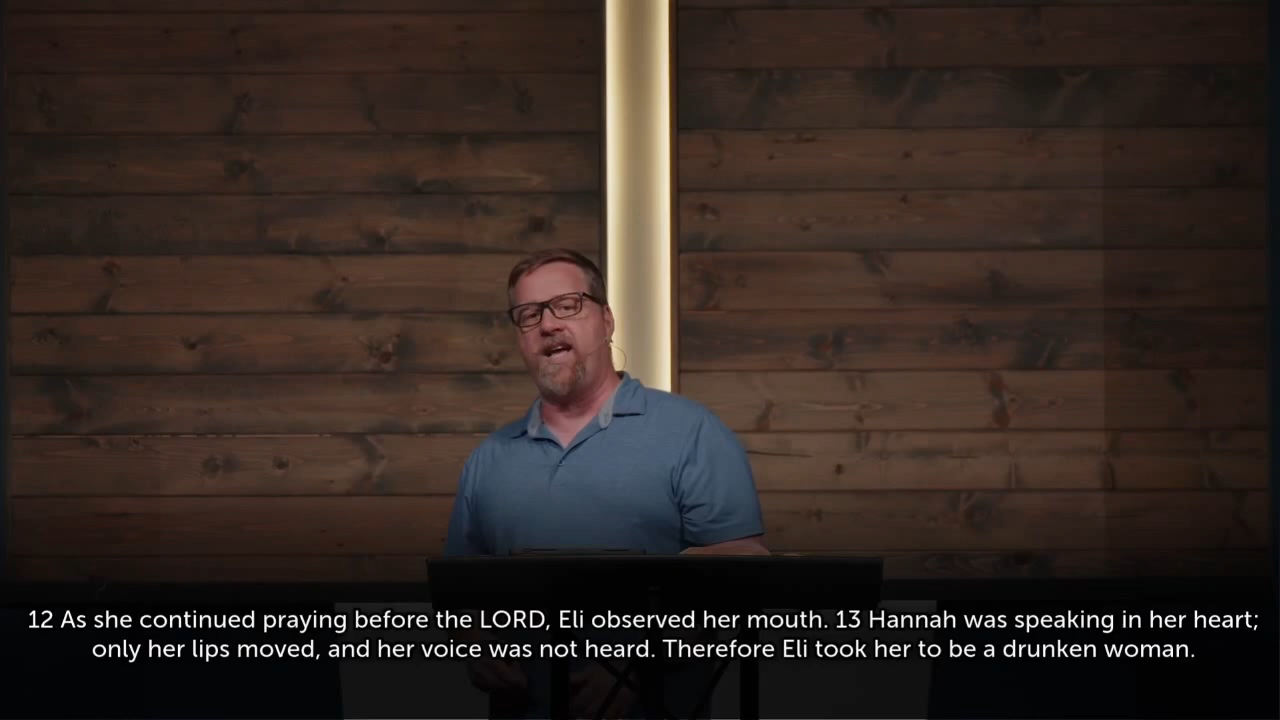 12 As she continued praying before the LORD, Eli observed her mouth. 13 Hannah was speaking in her heart;
only her lips moved, and her voice was not heard. Therefore Eli took her to be a drunken woman.